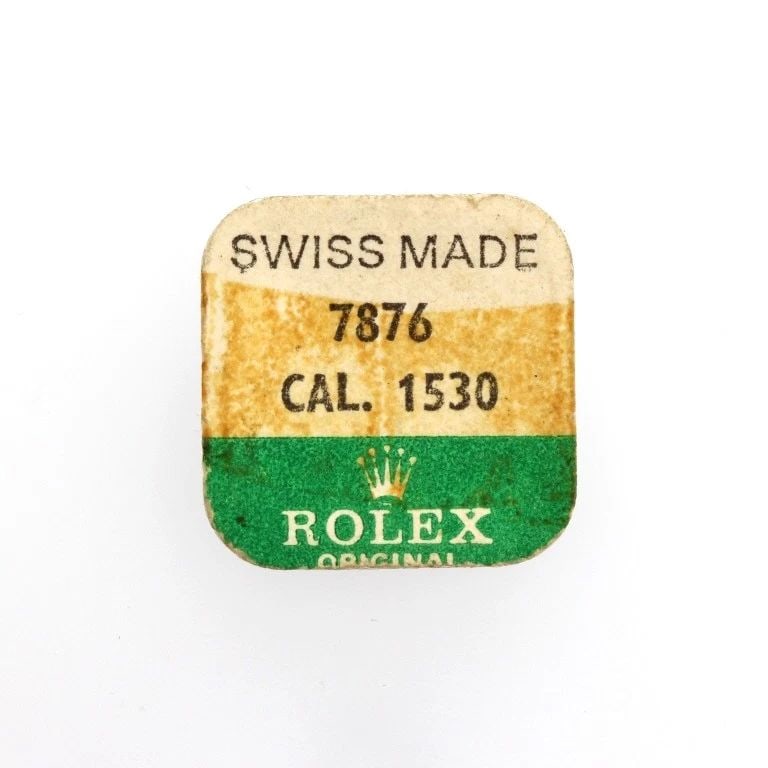 SWISS MADE
7876
CAL. 1530
ROLEX
ORIGINAL